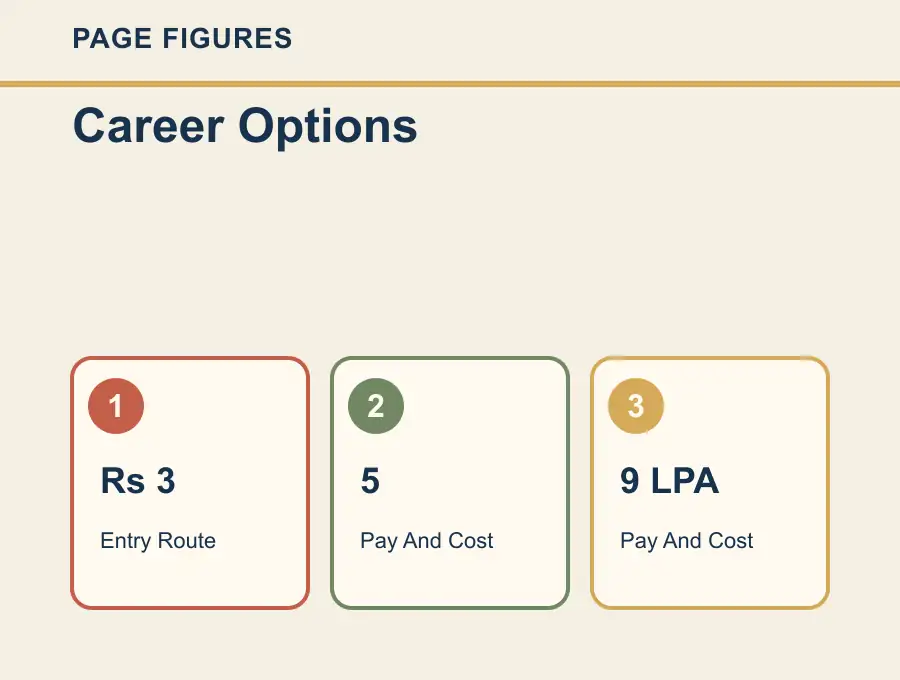 PAGE FIGURES
Career Options
1
Rs 3
Entry Route
2
5
Pay And Cost
3
9 LPA
Pay And Cost